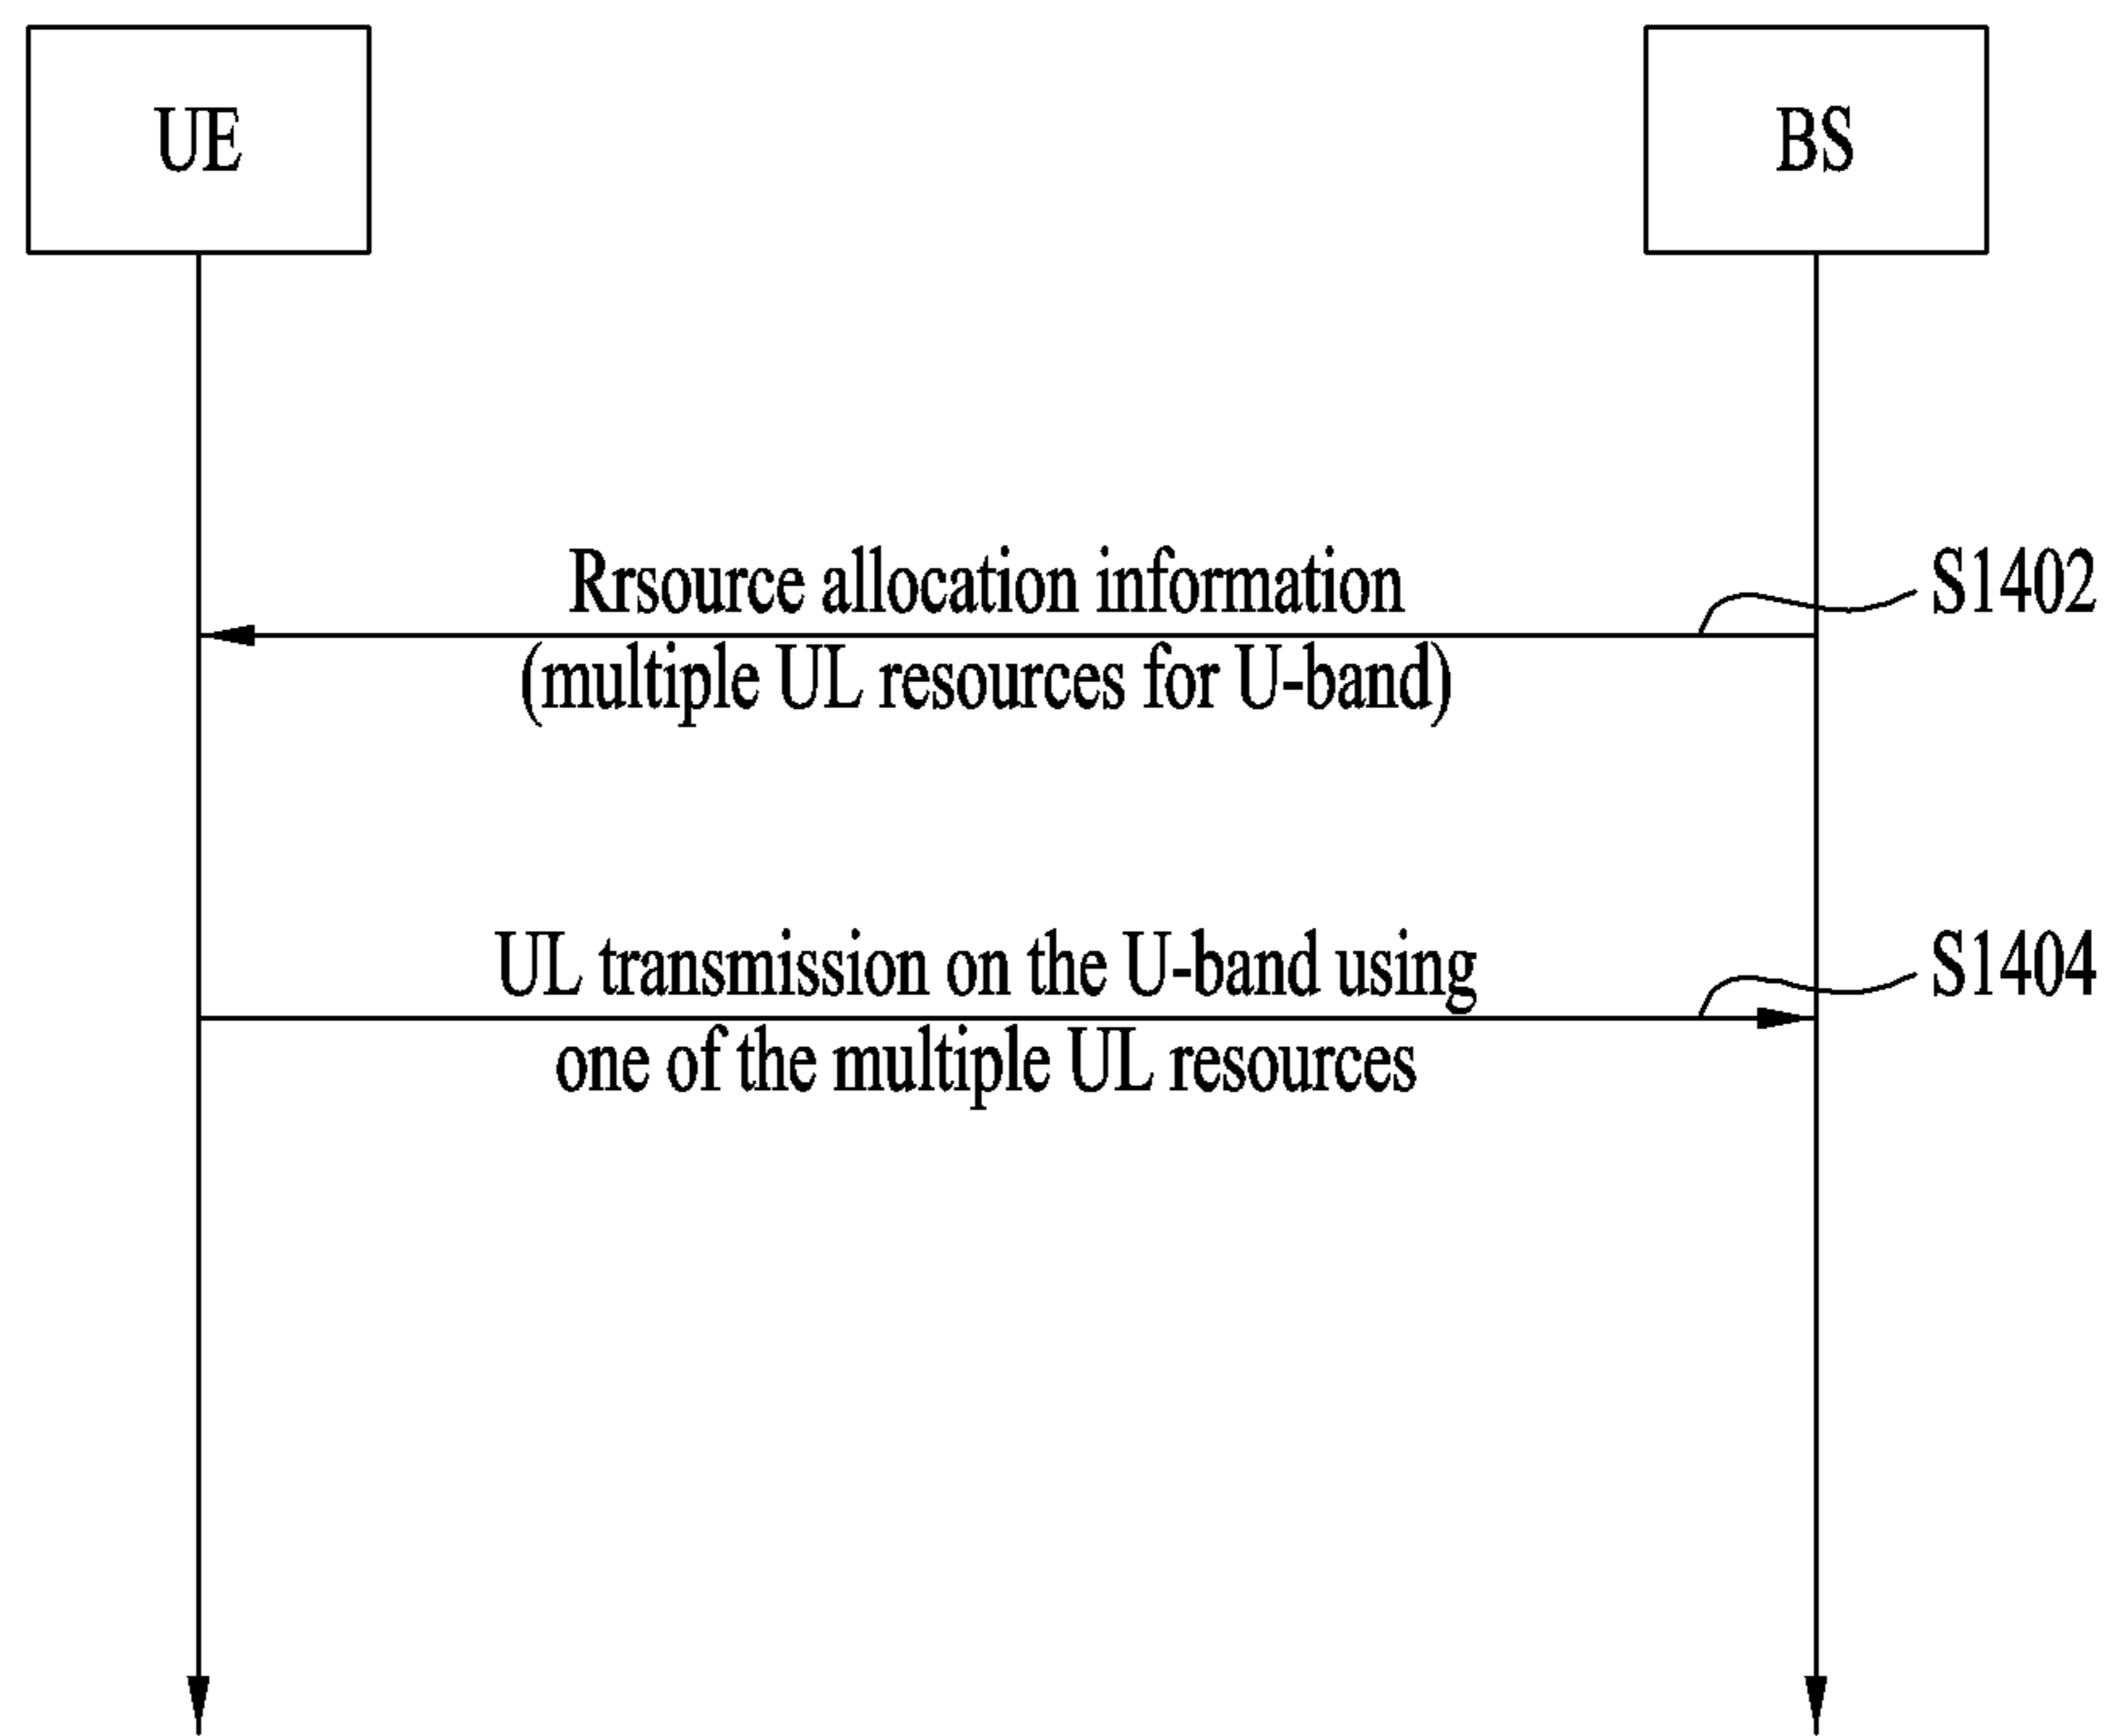 UE
BS
Rrsource allocation information
S1402
(multiple UL resources for U-band)
UL transmission on the U-band using
S1404
one of the multiple UL resources